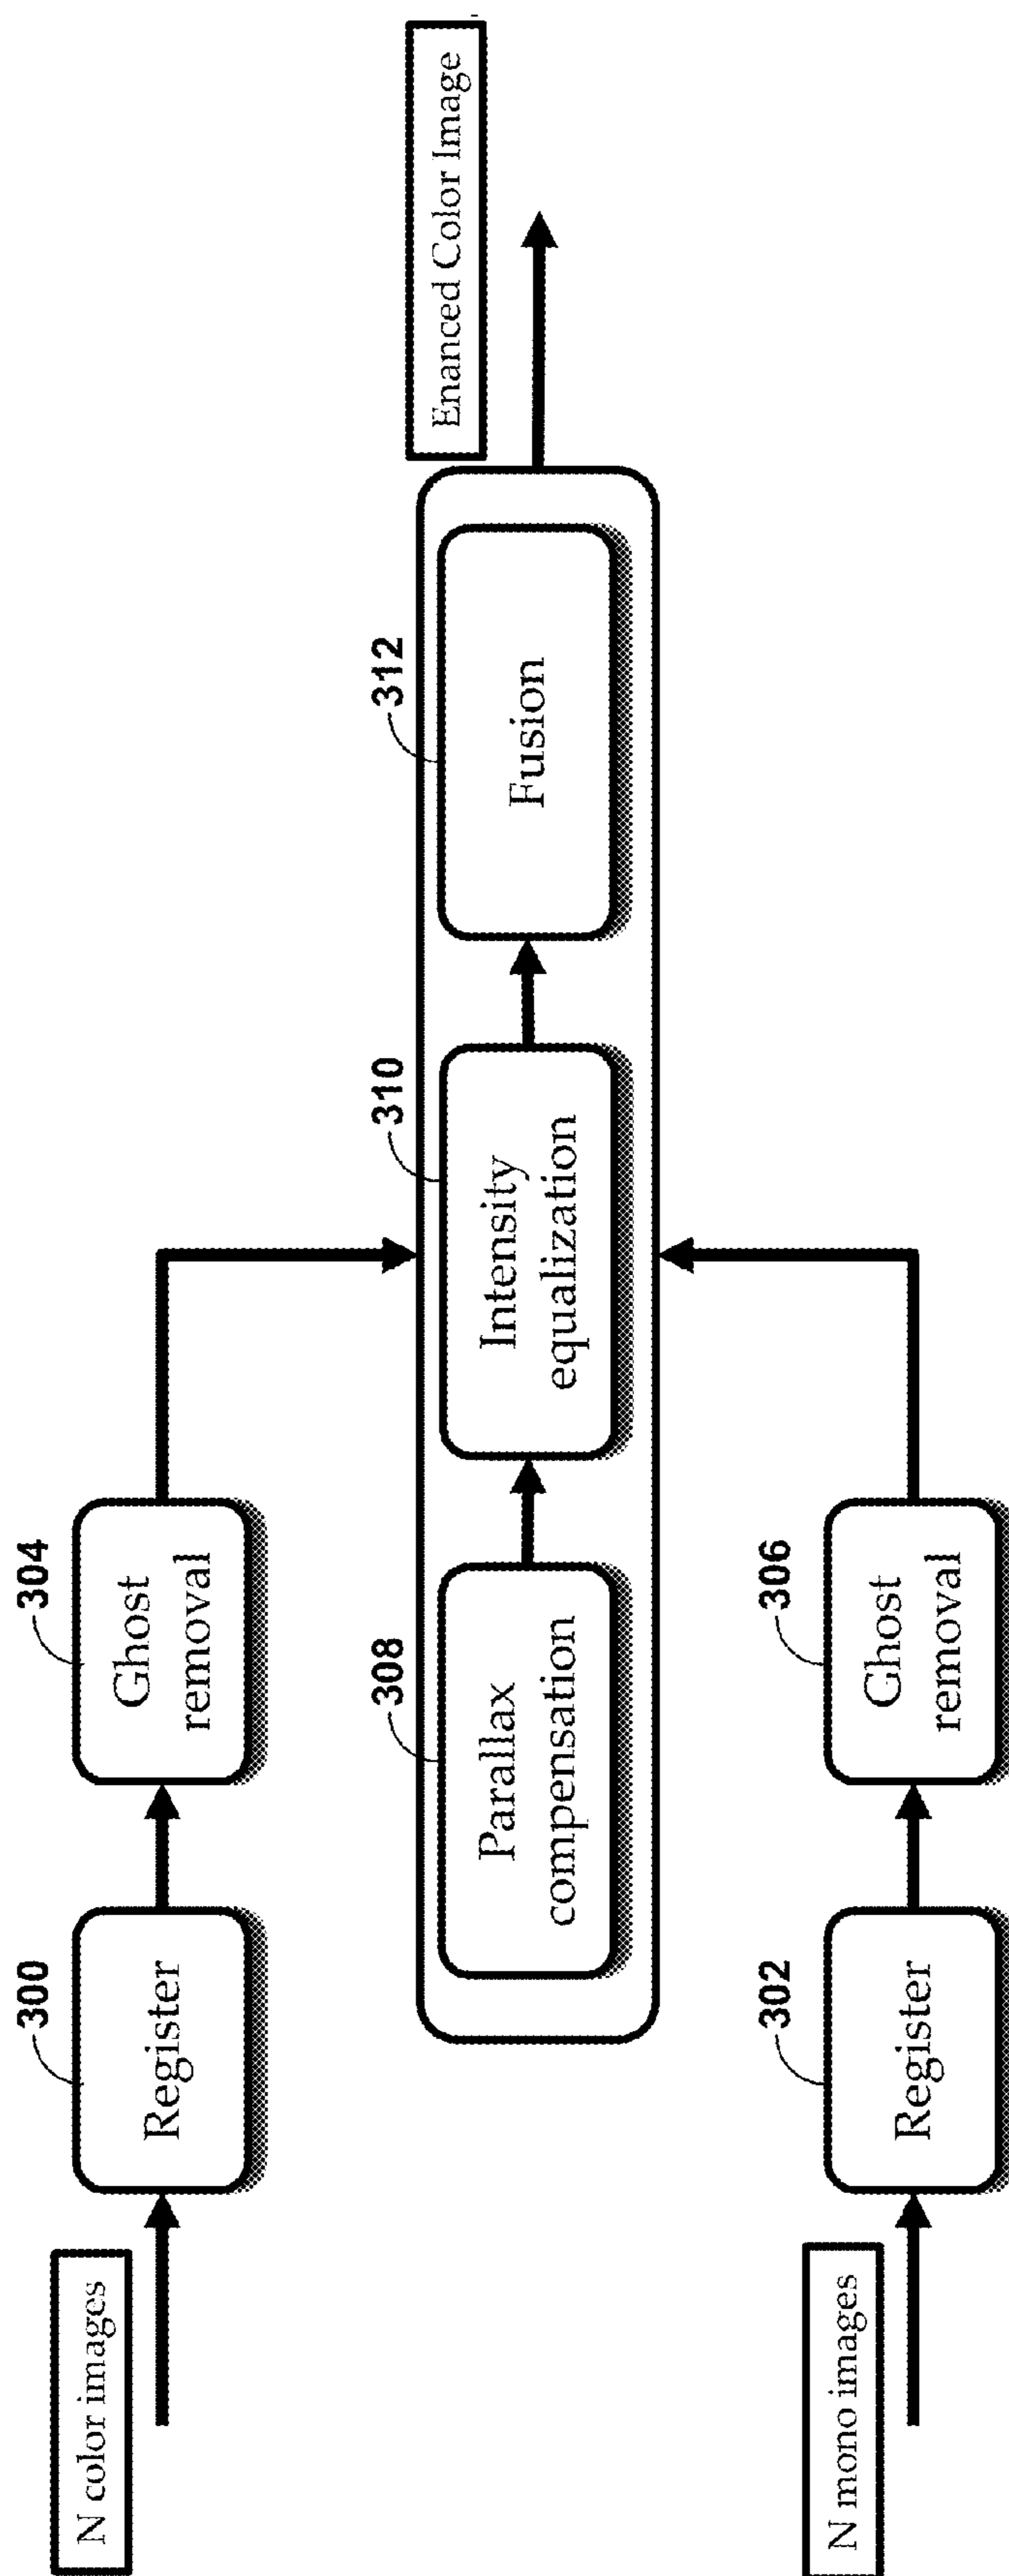 N color images
300
Register
304
Ghost
removal
308
Parallax
compensation
310
Intensity
equalization
312
Fusion
Enanced Color Image
N mono images
302
Register
306
Ghost
removal